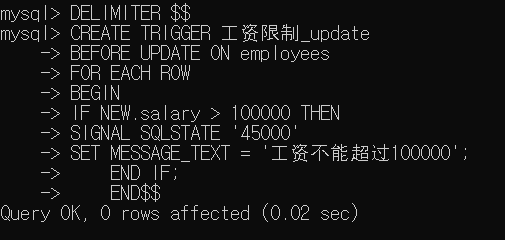 mysql> DELIMITER $$
mysql> CREATE TRIGGER 工资限制_update
    -> BEFORE UPDATE ON employees
    -> FOR EACH ROW
    -> BEGIN
    -> IF NEW.salary > 100000 THEN
    -> SIGNAL SQLSTATE '45000'
    -> SET MESSAGE_TEXT = '工资不能超过100000';
    ->     END IF;
    ->     END$$
Query OK, 0 rows affected (0.02 sec)